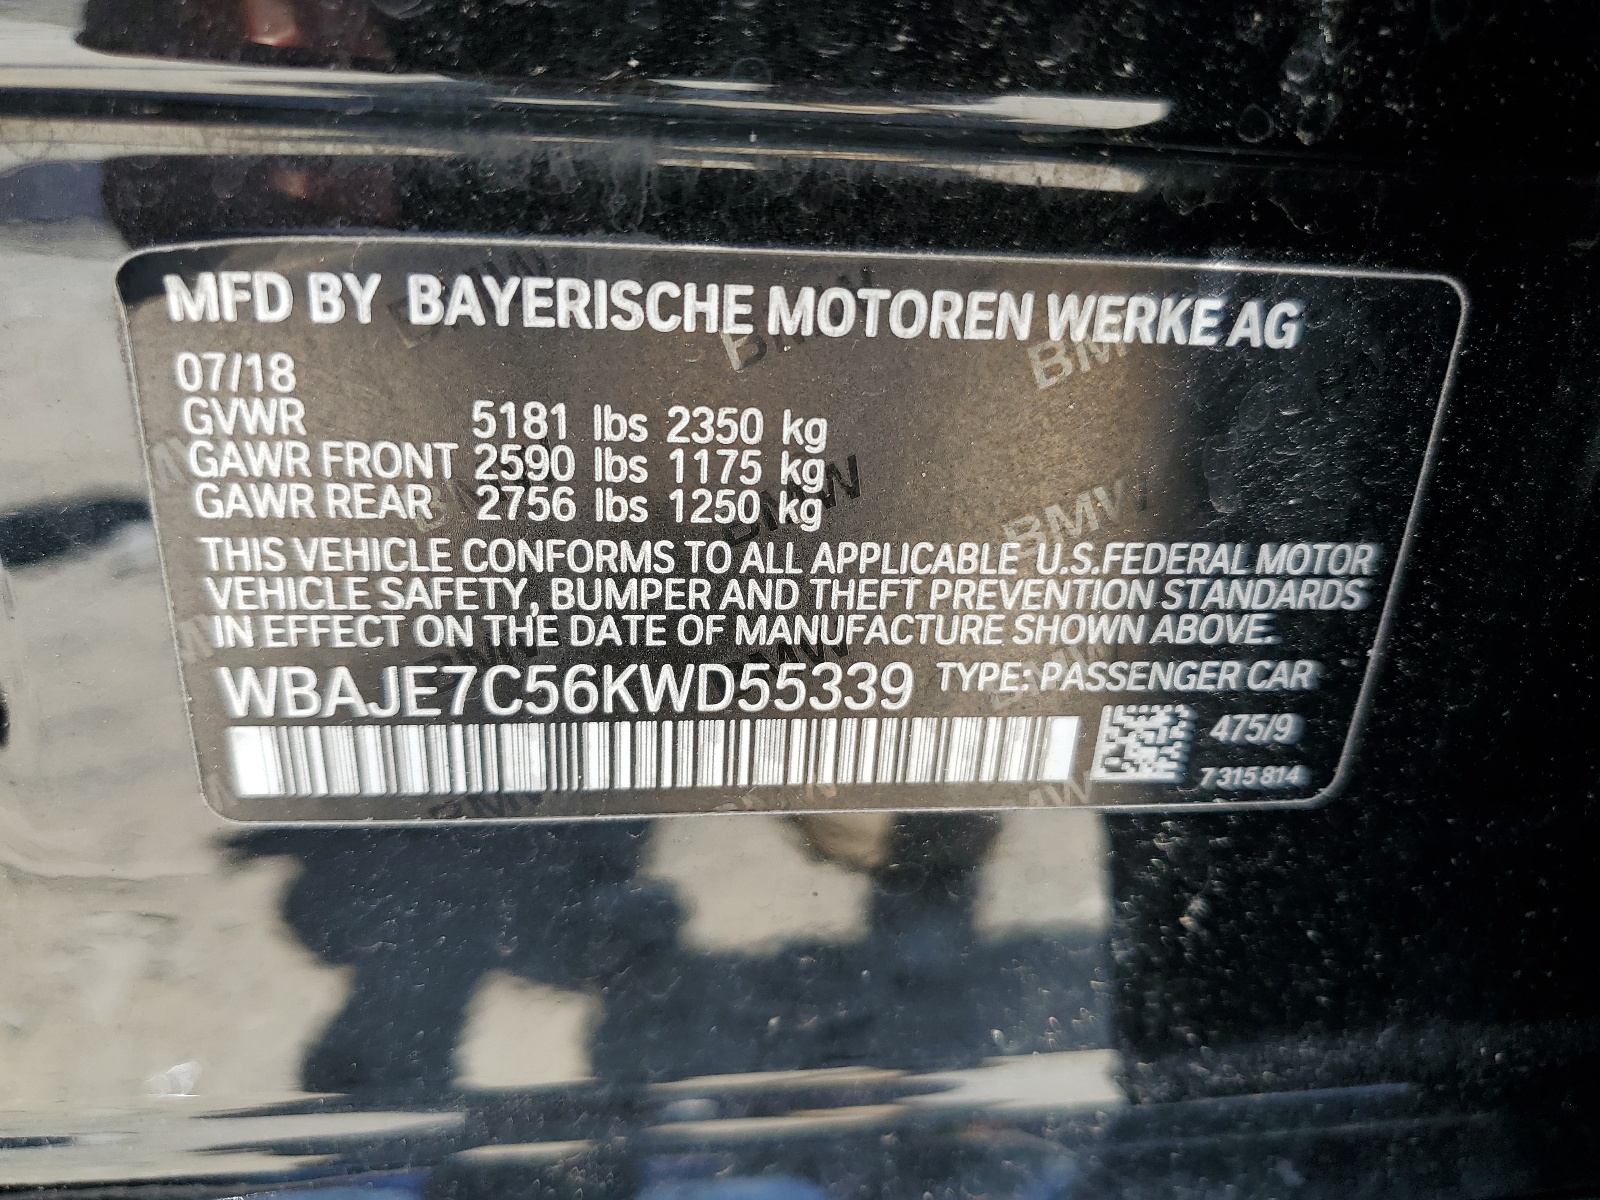 MFD BY BAYERISCHE MOTOREN WERKE AG
07/18
GVWR 5181 lbs 2350 kg
GAWR FRONT 2590 lbs 1175 kg
GAWR REAR 2756 lbs 1250 kg
THIS VEHICLE CONFORMS TO ALL APPLICABLE U.S.FEDERAL MOTOR
VEHICLE SAFETY, BUMPER AND THEFT PREVENTION STANDARDS
IN EFFECT ON THE DATE OF MANUFACTURE SHOWN ABOVE.
WBAJE7C56KWD55339 TYPE: PASSENGER CAR
475/9
7 315 814